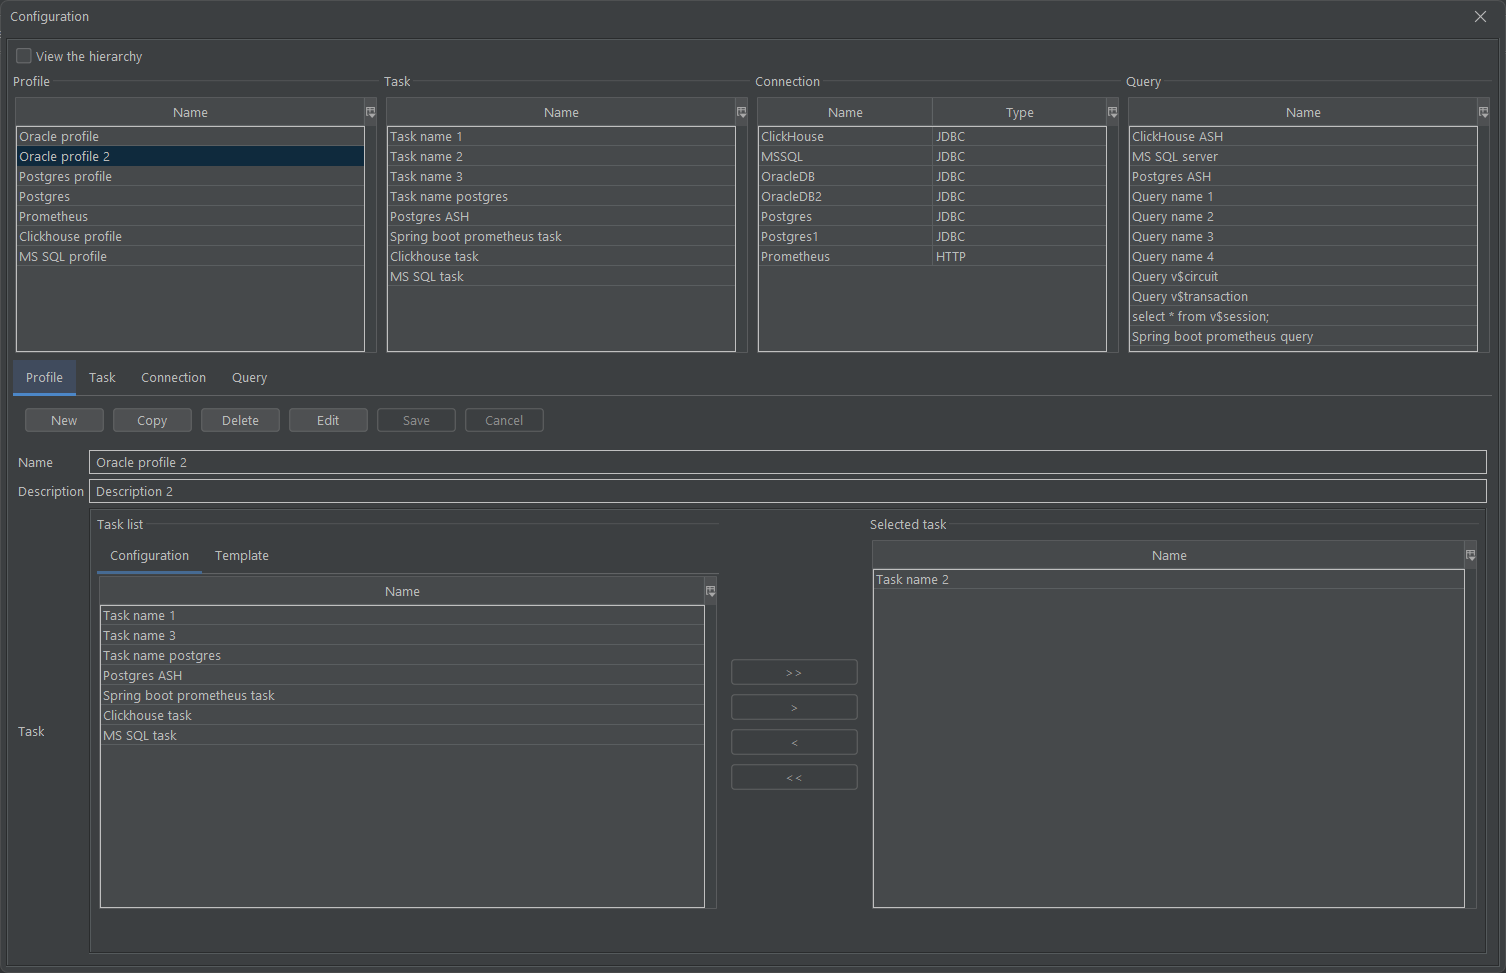 Configuration
View the hierarchy
Profile
Name
Oracle profile
Oracle profile 2
Postgres profile
Postgres
Prometheus
Clickhouse profile
MS SQL profile
Task
Name
Task name 1
Task name 2
Task name 3
Task name postgres
Postgres ASH
Spring boot prometheus task
Clickhouse task
MS SQL task
Connection
Name Type
ClickHouse JDBC
MSSQL JDBC
OracleDB JDBC
OracleDB2 JDBC
Postgres JDBC
Postgres1 JDBC
Prometheus HTTP
Query
Name
ClickHouse ASH
MS SQL server
Postgres ASH
Query name 1
Query name 2
Query name 3
Query name 4
Query v$circuit
Query v$transaction
select * from v$session;
Spring boot prometheus query
Profile Task Connection Query
New Copy Delete Edit Save Cancel
Name Oracle profile 2
Description Description 2
Task
Task list
Configuration Template
Name
Task name 1
Task name 3
Task name postgres
Postgres ASH
Spring boot prometheus task
Clickhouse task
MS SQL task
>>
>
<
<<
Selected task
Name
Task name 2